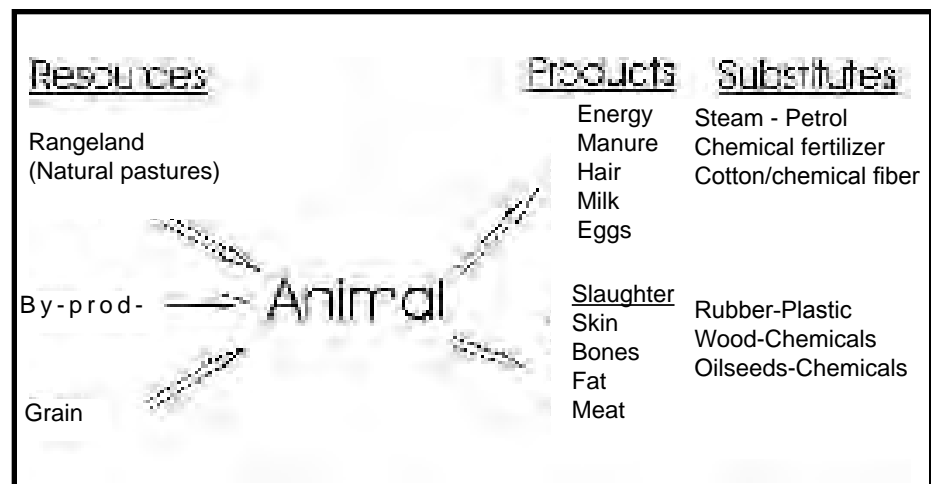 Resources
Rangeland
(Natural pastures)
By-prod-
Grain
Animal
Products
Energy
Manure
Hair
Milk
Eggs
Slaughter
Skin
Bones
Fat
Meat
Substitutes
Steam - Petrol
Chemical fertilizer
Cotton/chemical fiber
Rubber-Plastic
Wood-Chemicals
Oilseeds-Chemicals